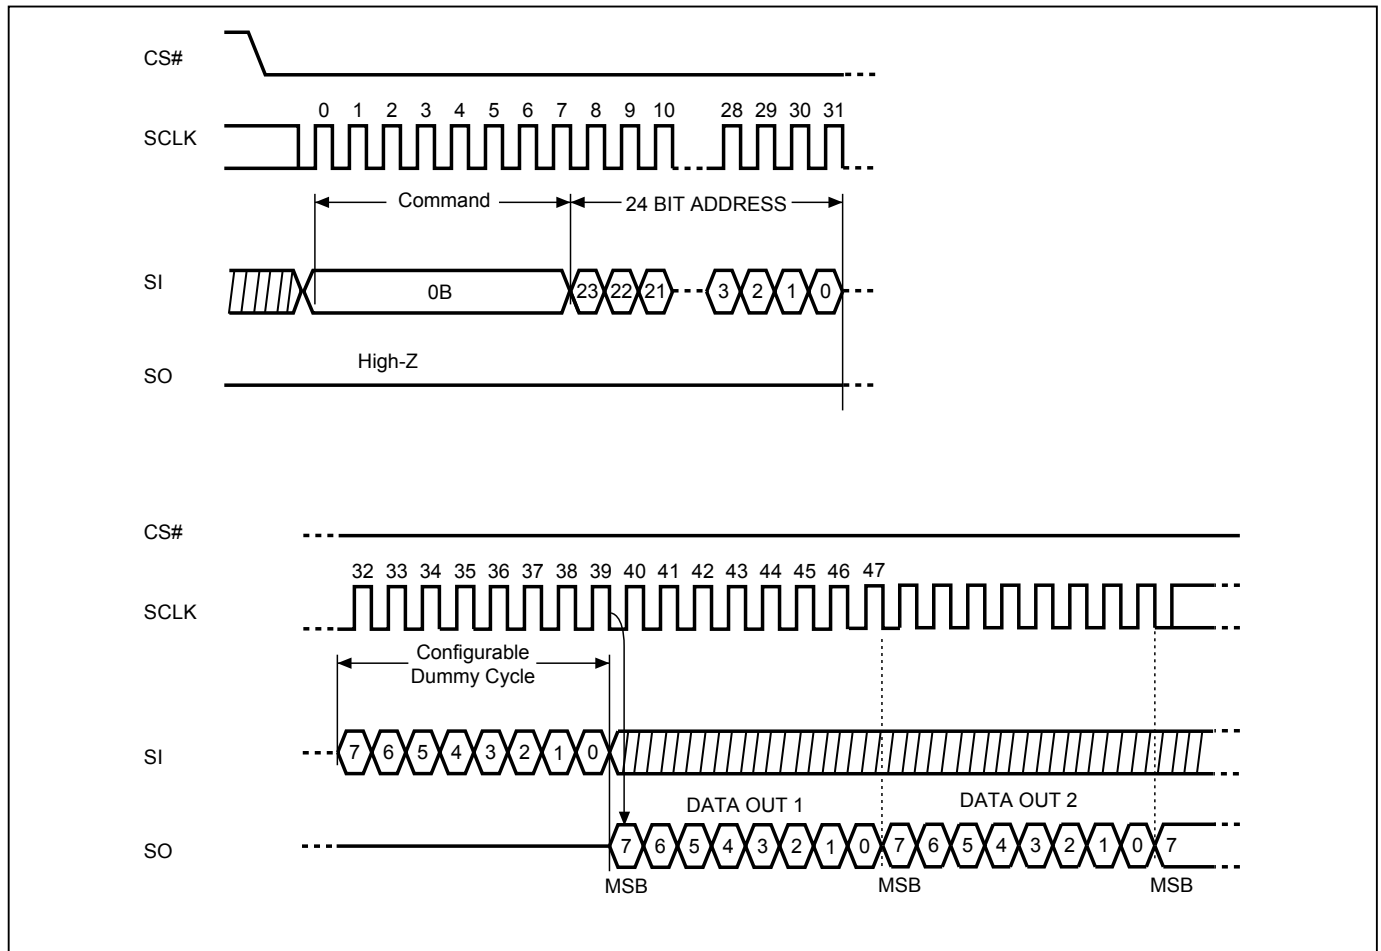 CS#
0 1 2 3 4 5 6 7 8 9 10 28 29 30 31
SCLK
Command
24 BIT ADDRESS
SI
0B
23 22 21 3 2 1 0
High-Z
SO
CS#
32 33 34 35 36 37 38 39 40 41 42 43 44 45 46 47
SCLK
Configurable
Dummy Cycle
SI
7 6 5 4 3 2 1 0
DATA OUT 1
DATA OUT 2
SO
7 6 5 4 3 2 1 0 7 6 5 4 3 2 1 0 7
MSB MSB MSB